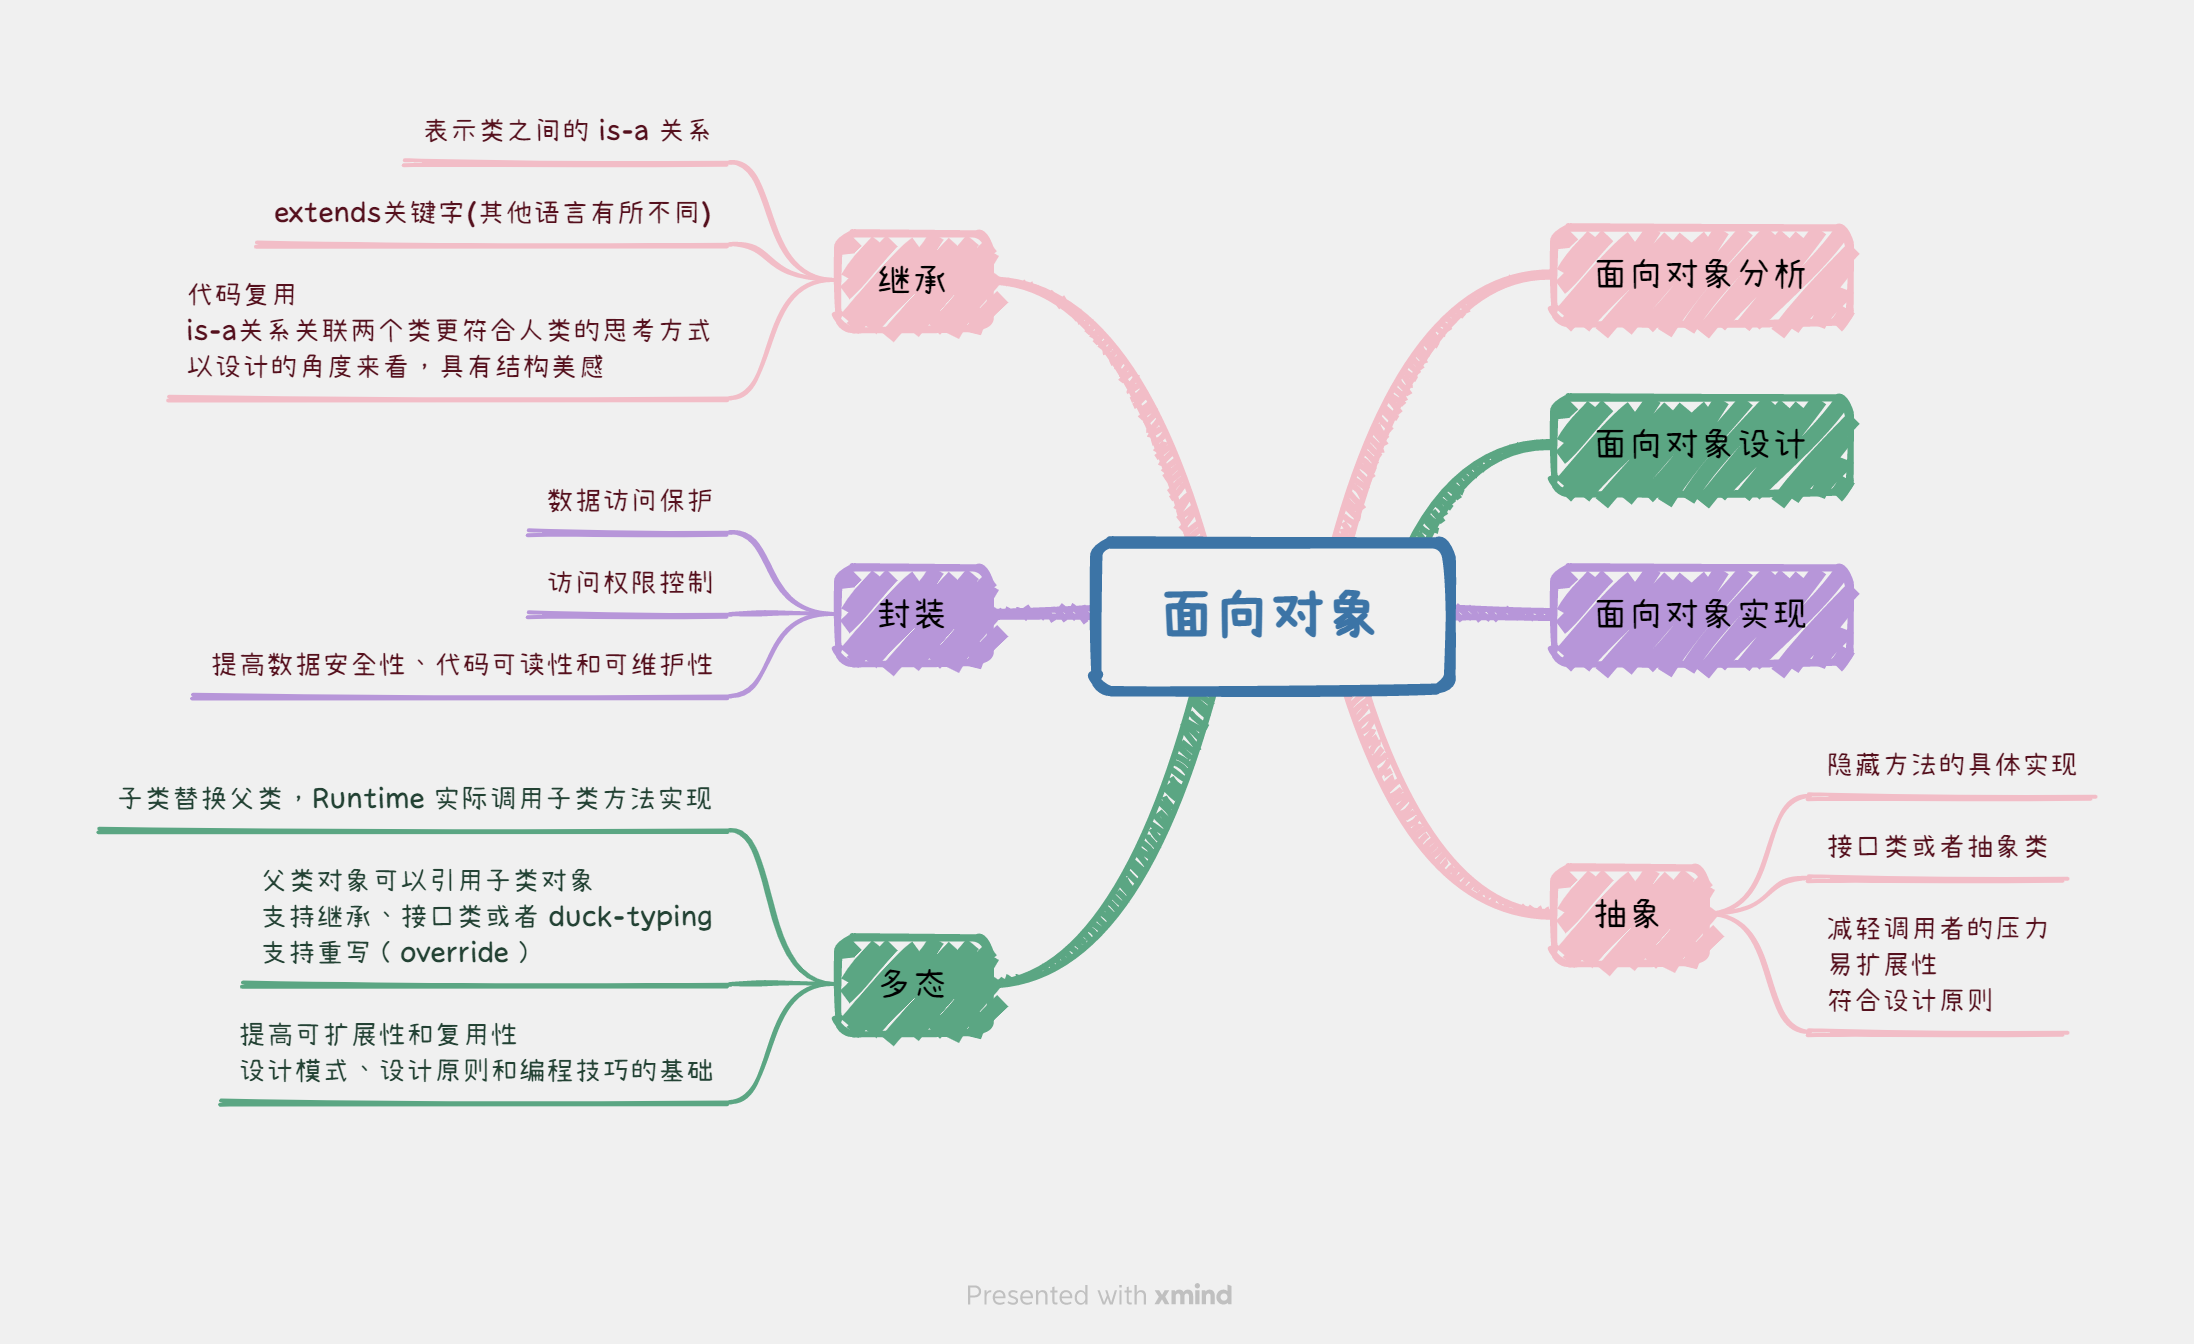 面向对象
面向对象分析
面向对象设计
面向对象实现
抽象
隐藏方法的具体实现
接口类或者抽象类
减轻调用者的压力
易扩展性
符合设计原则
继承
表示类之间的 is-a 关系
extends关键字(其他语言有所不同)
代码复用
is-a关系关联两个类更符合人类的思考方式
以设计的角度来看，具有结构美感
封装
数据访问保护
访问权限控制
提高数据安全性、代码可读性和可维护性
多态
子类替换父类，Runtime 实际调用子类方法实现
父类对象可以引用子类对象
支持继承、接口类或者 duck-typing
支持重写（override）
提高可扩展性和复用性
设计模式、设计原则和编程技巧的基础
Presented with xmind